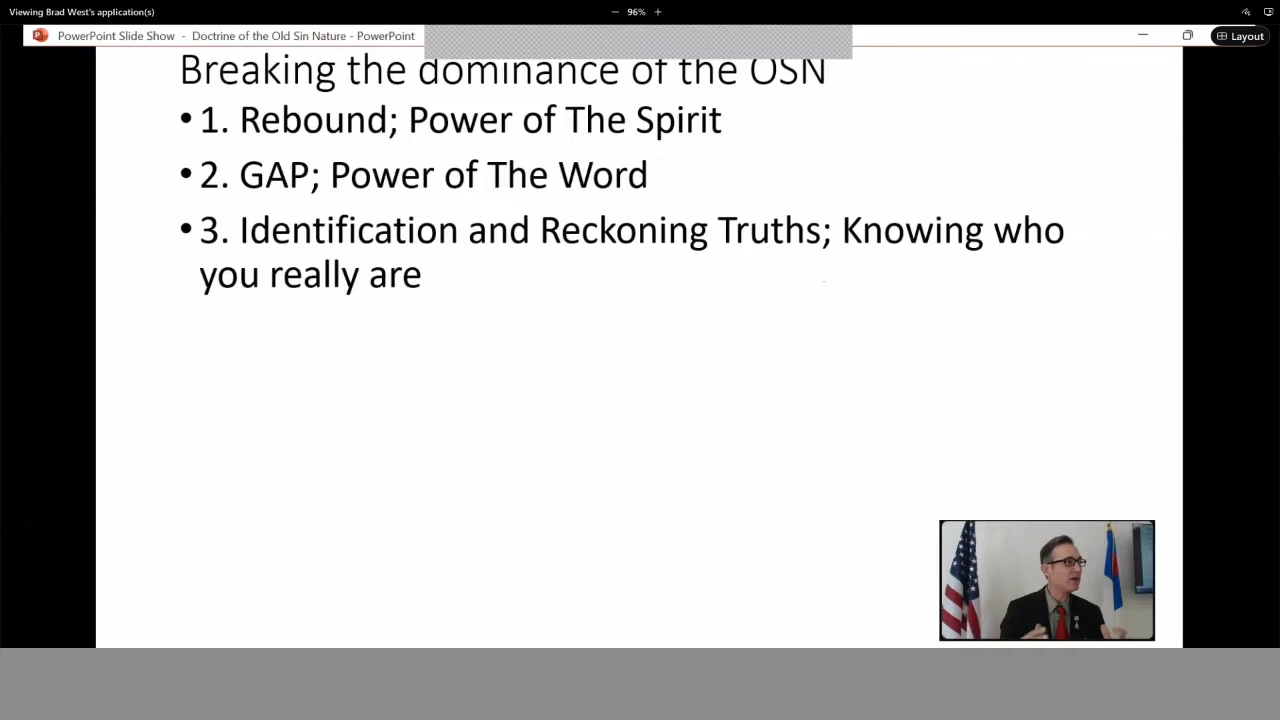 Viewing Brad West's application(s)
96%
PowerPoint Slide Show - Doctrine of the Old Sin Nature - PowerPoint
Layout
Breaking the dominance of the OSN
• 1. Rebound; Power of The Spirit
• 2. GAP; Power of The Word
• 3. Identification and Reckoning Truths; Knowing who
you really are